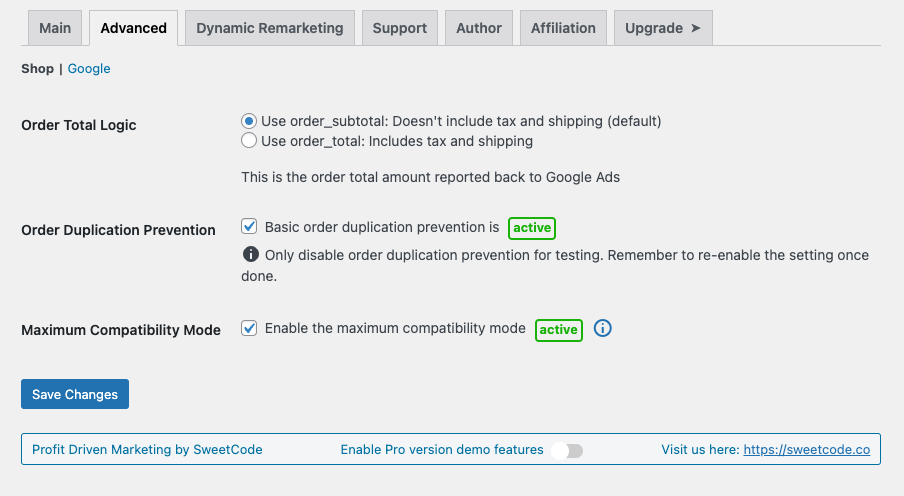 Main
Advanced
Dynamic Remarketing
Support
Author
Affiliation
Upgrade ➤
Shop | Google
Order Total Logic
Use order_subtotal: Doesn't include tax and shipping (default)
Use order_total: Includes tax and shipping
This is the order total amount reported back to Google Ads
Order Duplication Prevention
Basic order duplication prevention is active
Only disable order duplication prevention for testing. Remember to re-enable the setting once
done.
Maximum Compatibility Mode
Enable the maximum compatibility mode active
Save Changes
Profit Driven Marketing by SweetCode
Enable Pro version demo features
Visit us here: https://sweetcode.co